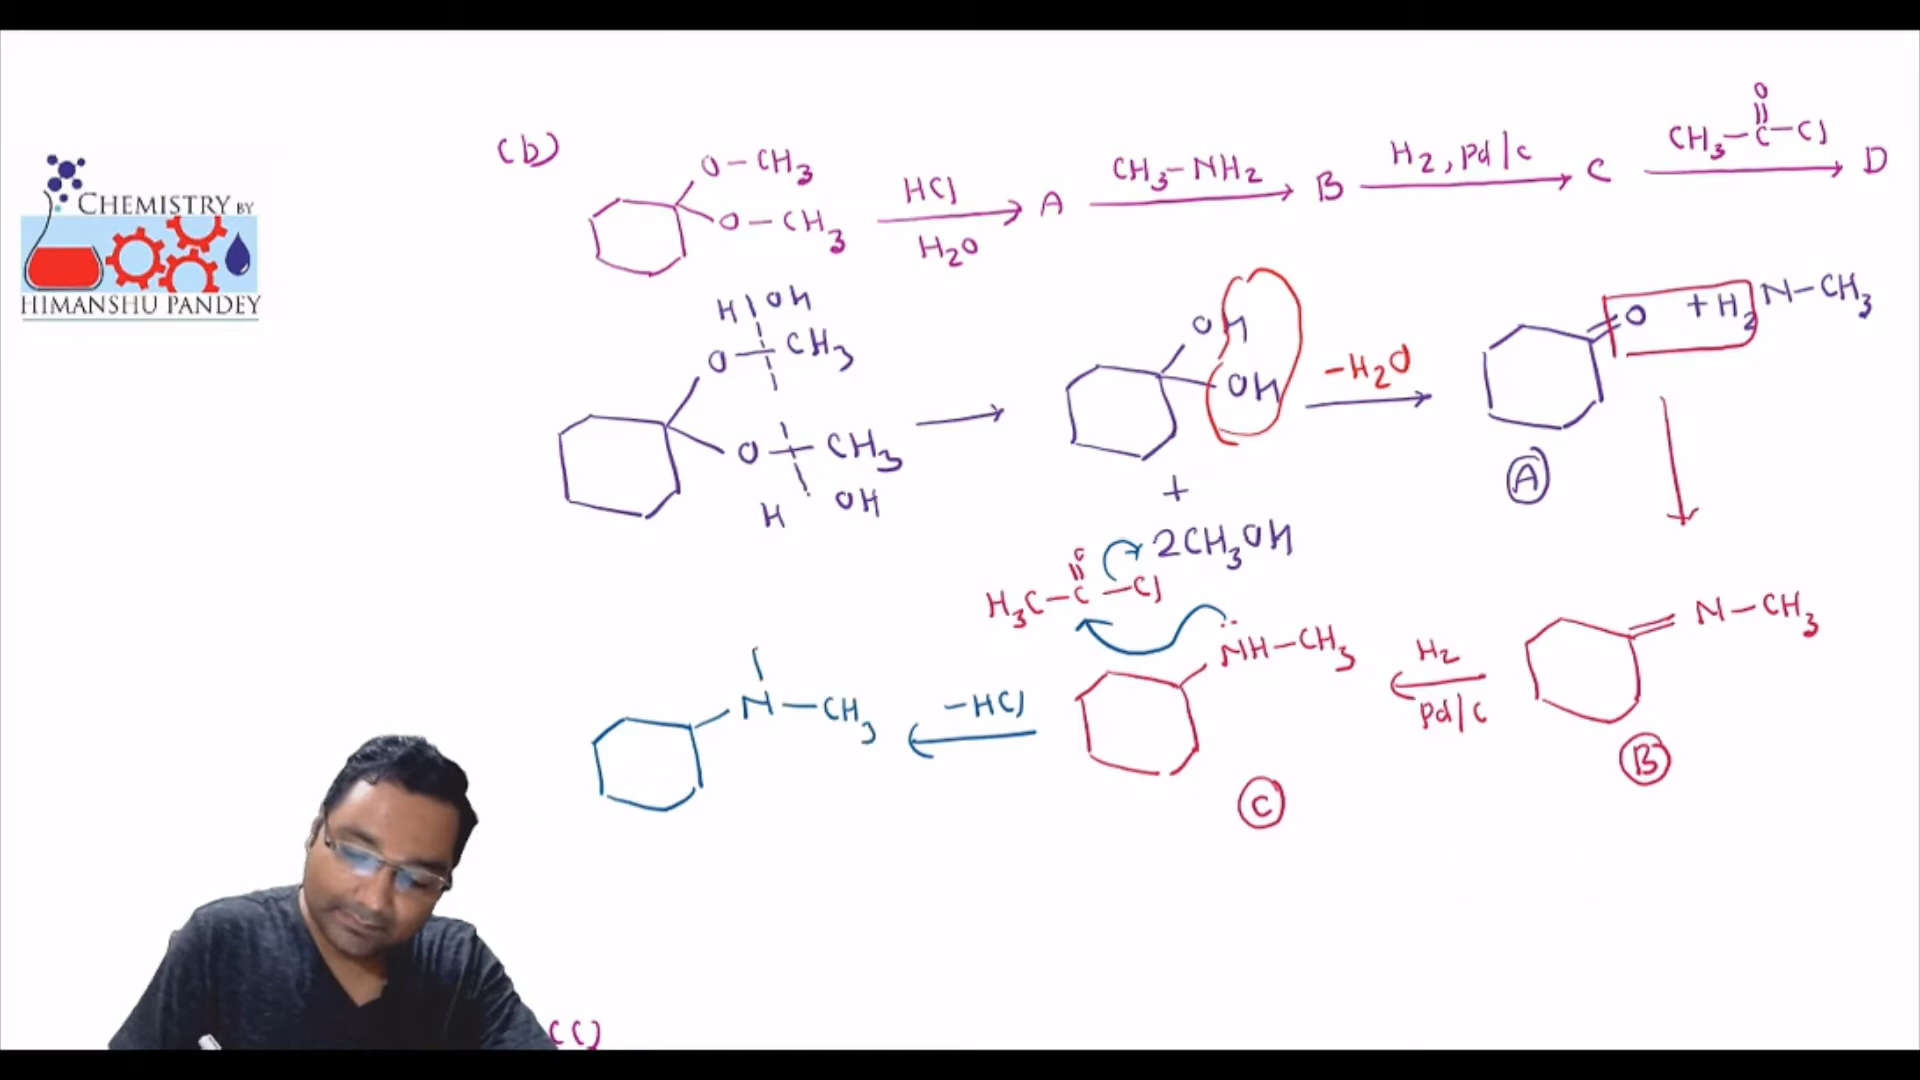 CHEMISTRY BY
HIMANSHU PANDEY
(b)
O-CH3
O-CH3
HCl
H2O
A
CH3-NH2
B
H2, Pd/C
C
CH3-C-Cl
O
D
H OH
O CH3
O CH3
H OH
OH
OH
+
2CH3OH
-H2O
O + H2 N-CH3
A
N-CH3
B
H2
Pd/C
H3C-C-Cl
O
NH-CH3
C
-HCl
N-CH3
(C)